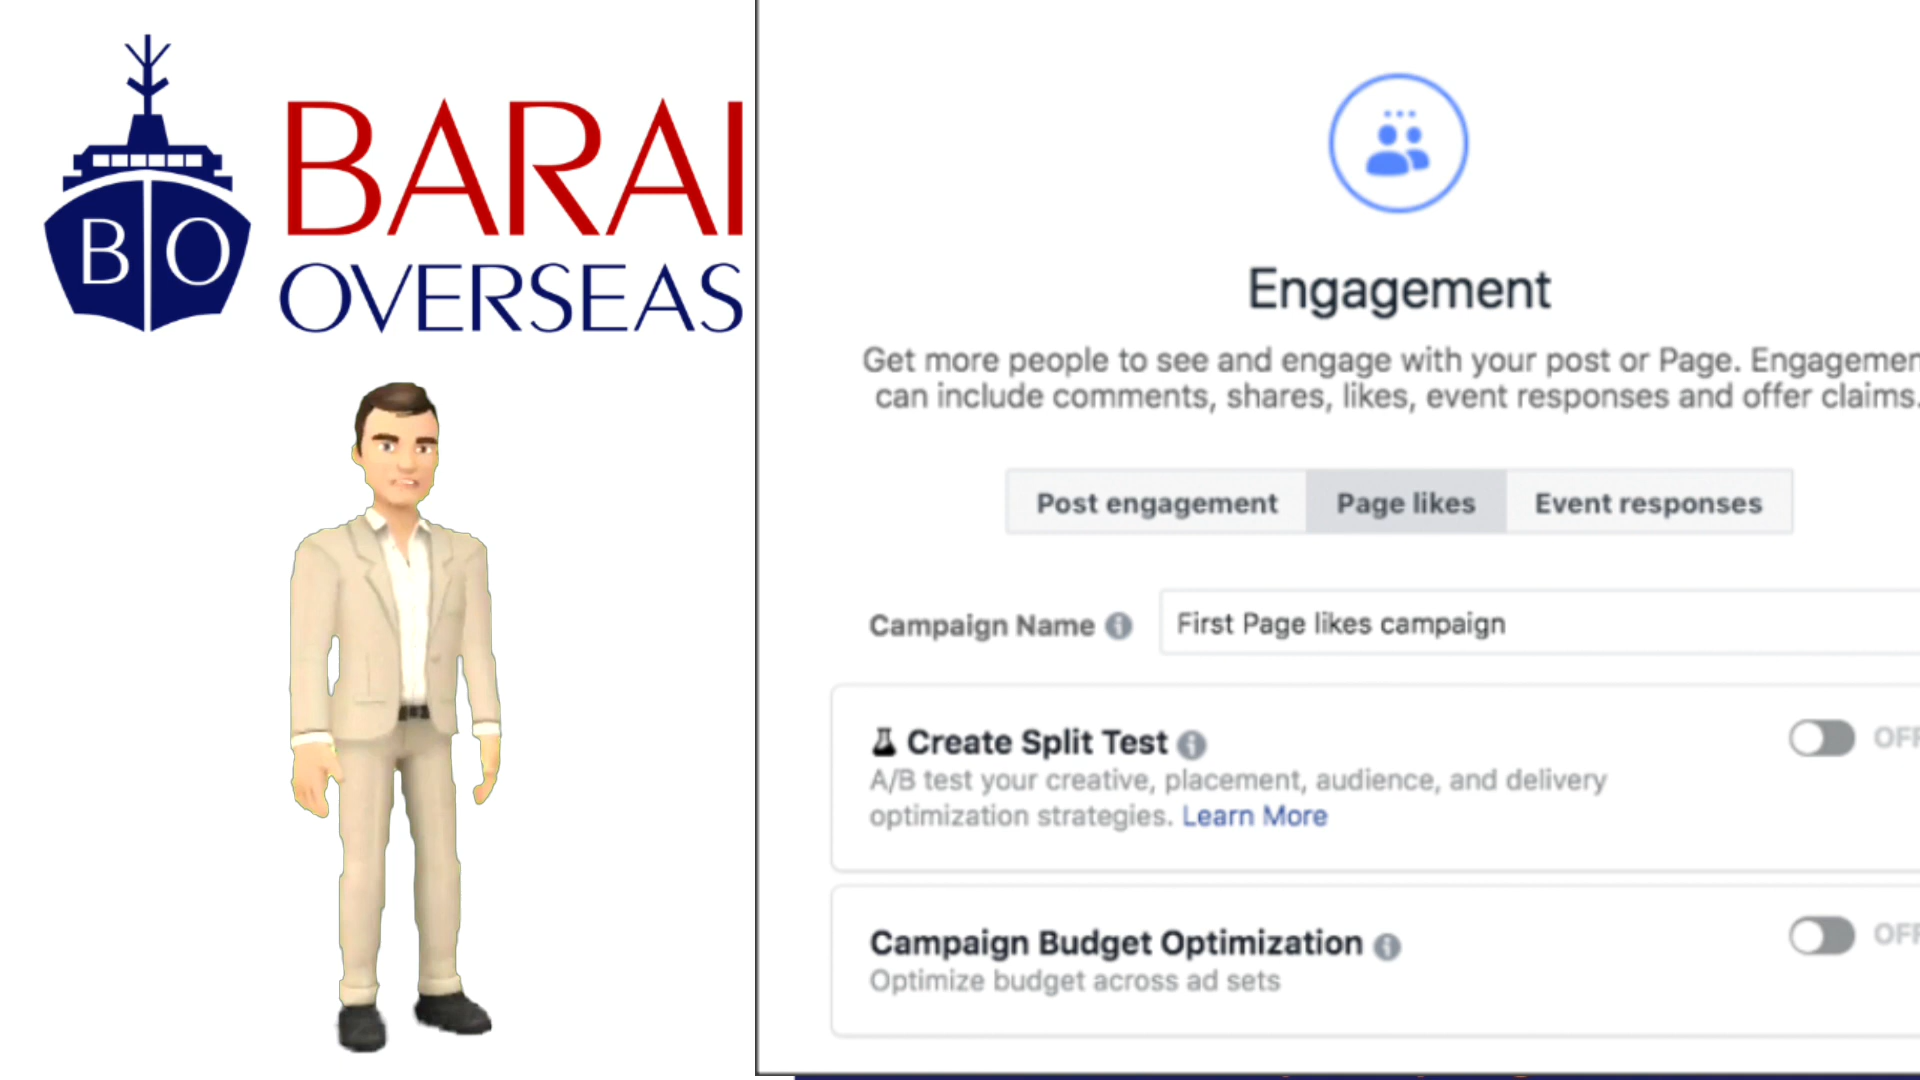 BARAI
OVERSEAS
B O
Engagement
Get more people to see and engage with your post or Page. Engagemen
can include comments, shares, likes, event responses and offer claims.
Post engagement Page likes Event responses
Campaign Name First Page likes campaign
Create Split Test OFF
A/B test your creative, placement, audience, and delivery
optimization strategies. Learn More
Campaign Budget Optimization OFF
Optimize budget across ad sets